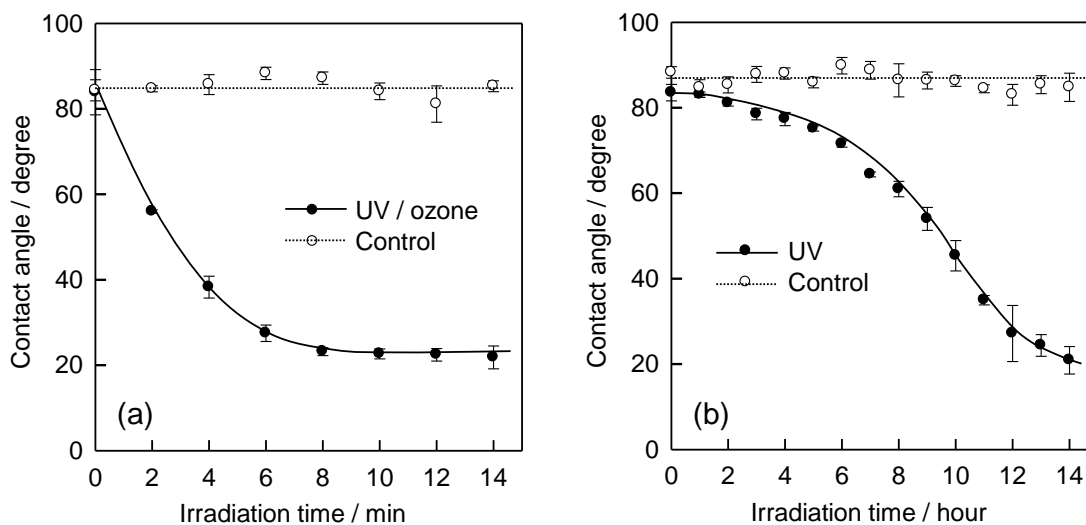 100
80
60
40
20
0
Contact angle / degree
UV / ozone
Control
(a)
0 2 4 6 8 10 12 14
Irradiation time / min
100
80
60
40
20
0
Contact angle / degree
UV
Control
(b)
0 2 4 6 8 10 12 14
Irradiation time / hour